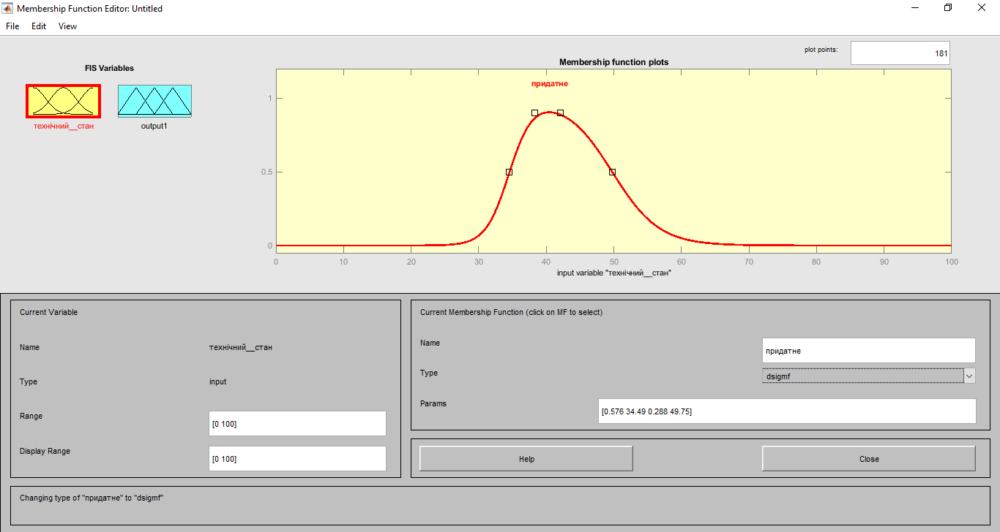 Membership Function Editor: Untitled
File Edit View
FIS Variables
технічний__стан
output1
plot points:
181
Membership function plots
придатне
1
0.5
0
0 10 20 30 40 50 60 70 80 90 100
input variable "технічний__стан"
Current Variable
Name технічний__стан
Type input
Range [0 100]
Display Range [0 100]
Current Membership Function (click on MF to select)
Name придатне
Type dsigmf
Params [0.576 34.49 0.288 49.75]
Help Close
Changing type of "придатне" to "dsigmf"